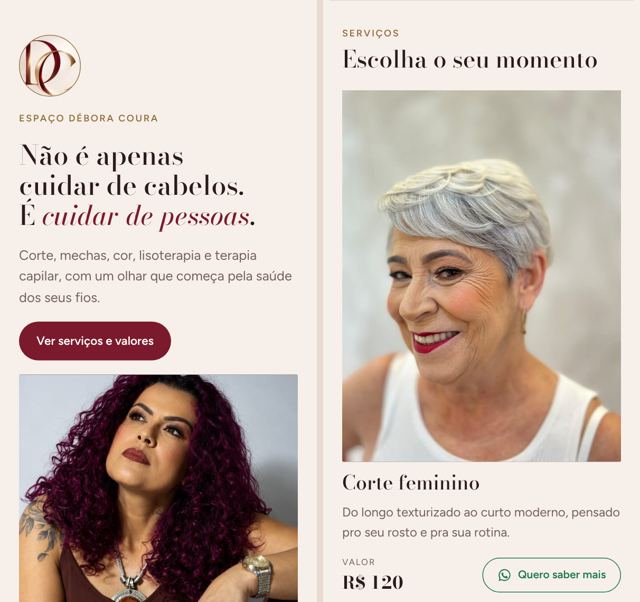 DC
ESPAÇO DÉBORA COURA
Não é apenas
cuidar de cabelos.
É cuidar de pessoas.
Corte, mechas, cor, lisoterapia e terapia
capilar, com um olhar que começa pela saúde
dos seus fios.
Ver serviços e valores
SERVIÇOS
Escolha o seu momento
Corte feminino
Do longo texturizado ao curto moderno, pensado
pro seu rosto e pra sua rotina.
VALOR
R$ 120
Quero saber mais